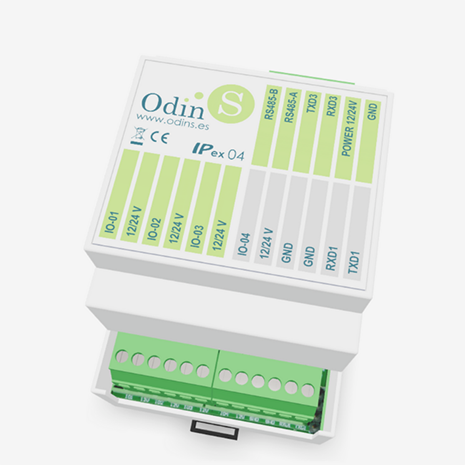 Odin S
www.odins.es
CE
IPex 04
RS485-B
RS485-A
TXD3
RXD3
POWER 12/24V
GND
IO-01
12/24 V
IO-02
12/24 V
IO-03
12/24 V
IO-04
12/24 V
GND
GND
RXD1
TXD1